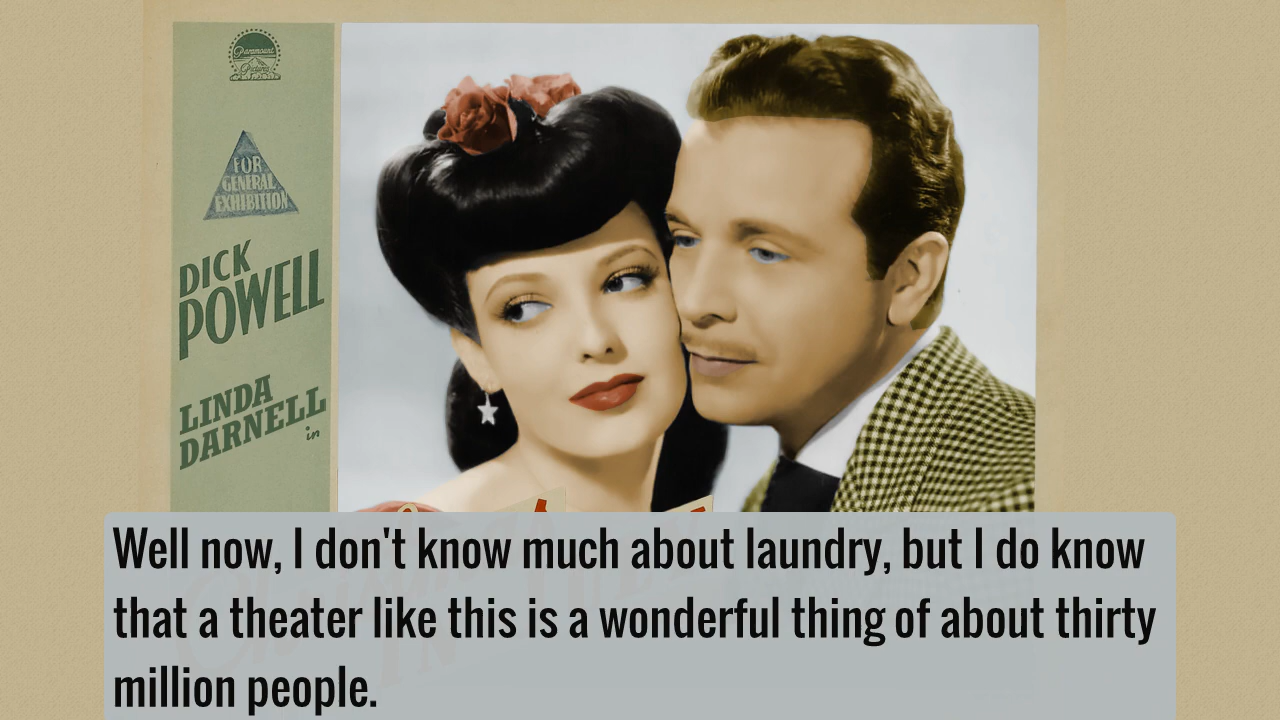 Paramount
Pictures
FOR
GENERAL
EXHIBITION
DICK
POWELL
LINDA
DARNELL
in
Well now, I don't know much about laundry, but I do know
that a theater like this is a wonderful thing of about thirty
million people.